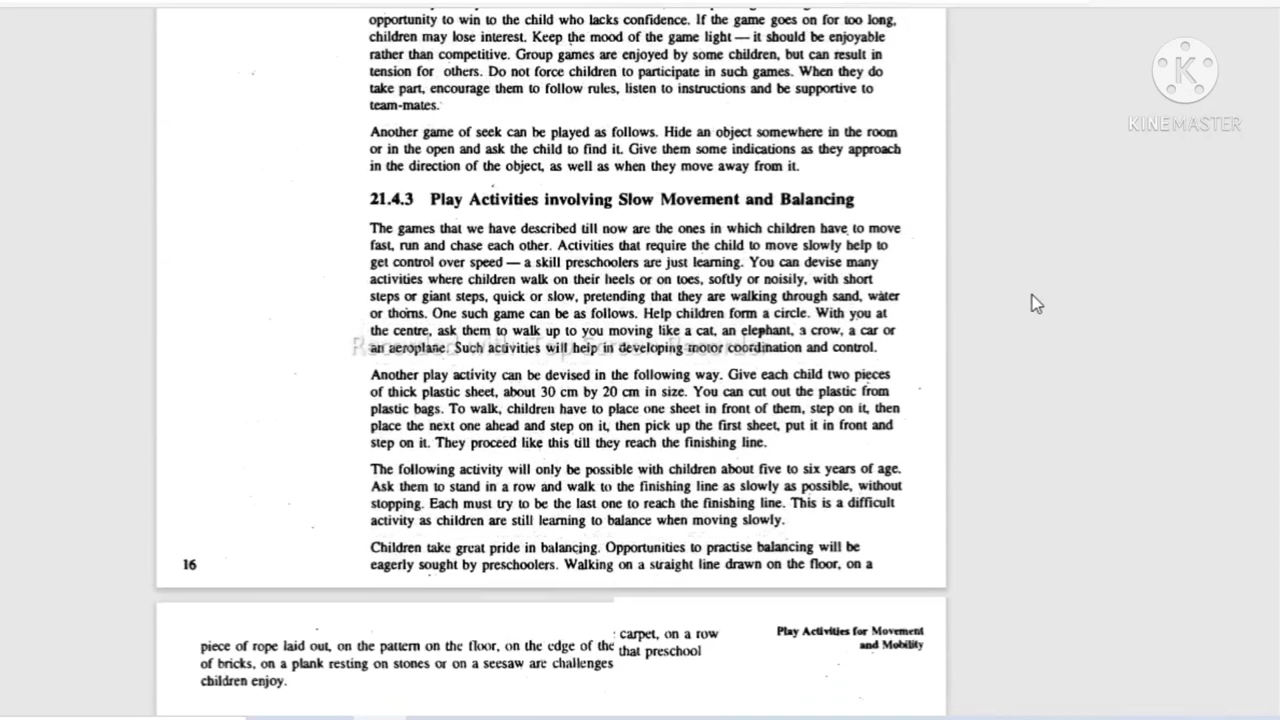 opportunity to win to the child who lacks confidence. If the game goes on for too long,
children may lose interest. Keep the mood of the game light — it should be enjoyable
rather than competitive. Group games are enjoyed by some children, but can result in
tension for others. Do not force children to participate in such games. When they do
take part, encourage them to follow rules, listen to instructions and be supportive to
team-mates.
Another game of seek can be played as follows. Hide an object somewhere in the room
or in the open and ask the child to find it. Give them some indications as they approach
in the direction of the object, as well as when they move away from it.
21.4.3 Play Activities involving Slow Movement and Balancing
The games that we have described till now are the ones in which children have to move
fast, run and chase each other. Activities that require the child to move slowly help to
get control over speed — a skill preschoolers are just learning. You can devise many
activities where children walk on their heels or on toes, softly or noisily, with short
steps or giant steps, quick or slow, pretending that they are walking through sand, water
or thorns. One such game can be as follows. Help children form a circle. With you at
the centre, ask them to walk up to you moving like a cat, an elephant, a crow, a car or
an aeroplane. Such activities will help in developing motor coordination and control.
Recorded with iTop Screen Recorder
Another play activity can be devised in the following way. Give each child two pieces
of thick plastic sheet, about 30 cm by 20 cm in size. You can cut out the plastic from
plastic bags. To walk, children have to place one sheet in front of them, step on it, then
place the next one ahead and step on it, then pick up the first sheet, put it in front and
step on it. They proceed like this till they reach the finishing line.
The following activity will only be possible with children about five to six years of age.
Ask them to stand in a row and walk to the finishing line as slowly as possible, without
stopping. Each must try to be the last one to reach the finishing line. This is a difficult
activity as children are still learning to balance when moving slowly.
Children take great pride in balancing. Opportunities to practise balancing will be
eagerly sought by preschoolers. Walking on a straight line drawn on the floor, on a
16
piece of rope laid out, on the pattern on the floor, on the edge of the carpet, on a row
of bricks, on a plank resting on stones or on a seesaw are challenges that preschool
children enjoy.
Play Activities for Movement
and Mobility
K
KINEMASTER